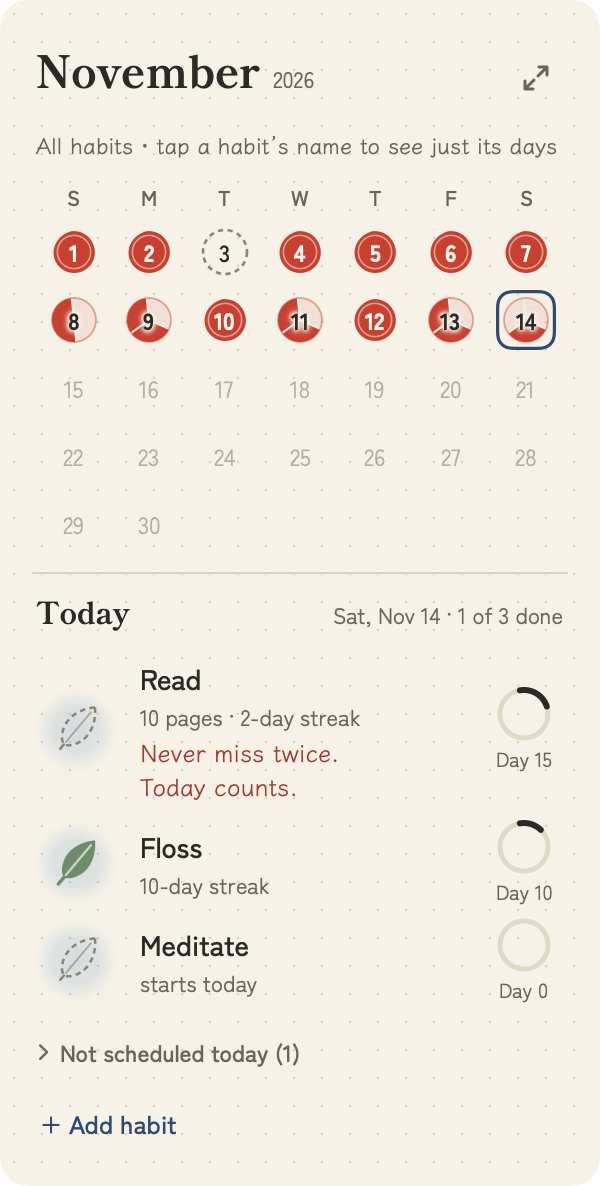 November 2026
All habits · tap a habit’s name to see just its days
S M T W T F S
1 2 3 4 5 6 7
8 9 10 11 12 13 14
15 16 17 18 19 20 21
22 23 24 25 26 27 28
29 30
Today
Sat, Nov 14 · 1 of 3 done
Read
10 pages · 2-day streak
Never miss twice.
Today counts.
Day 15
Floss
10-day streak
Day 10
Meditate
starts today
Day 0
Not scheduled today (1)
+ Add habit